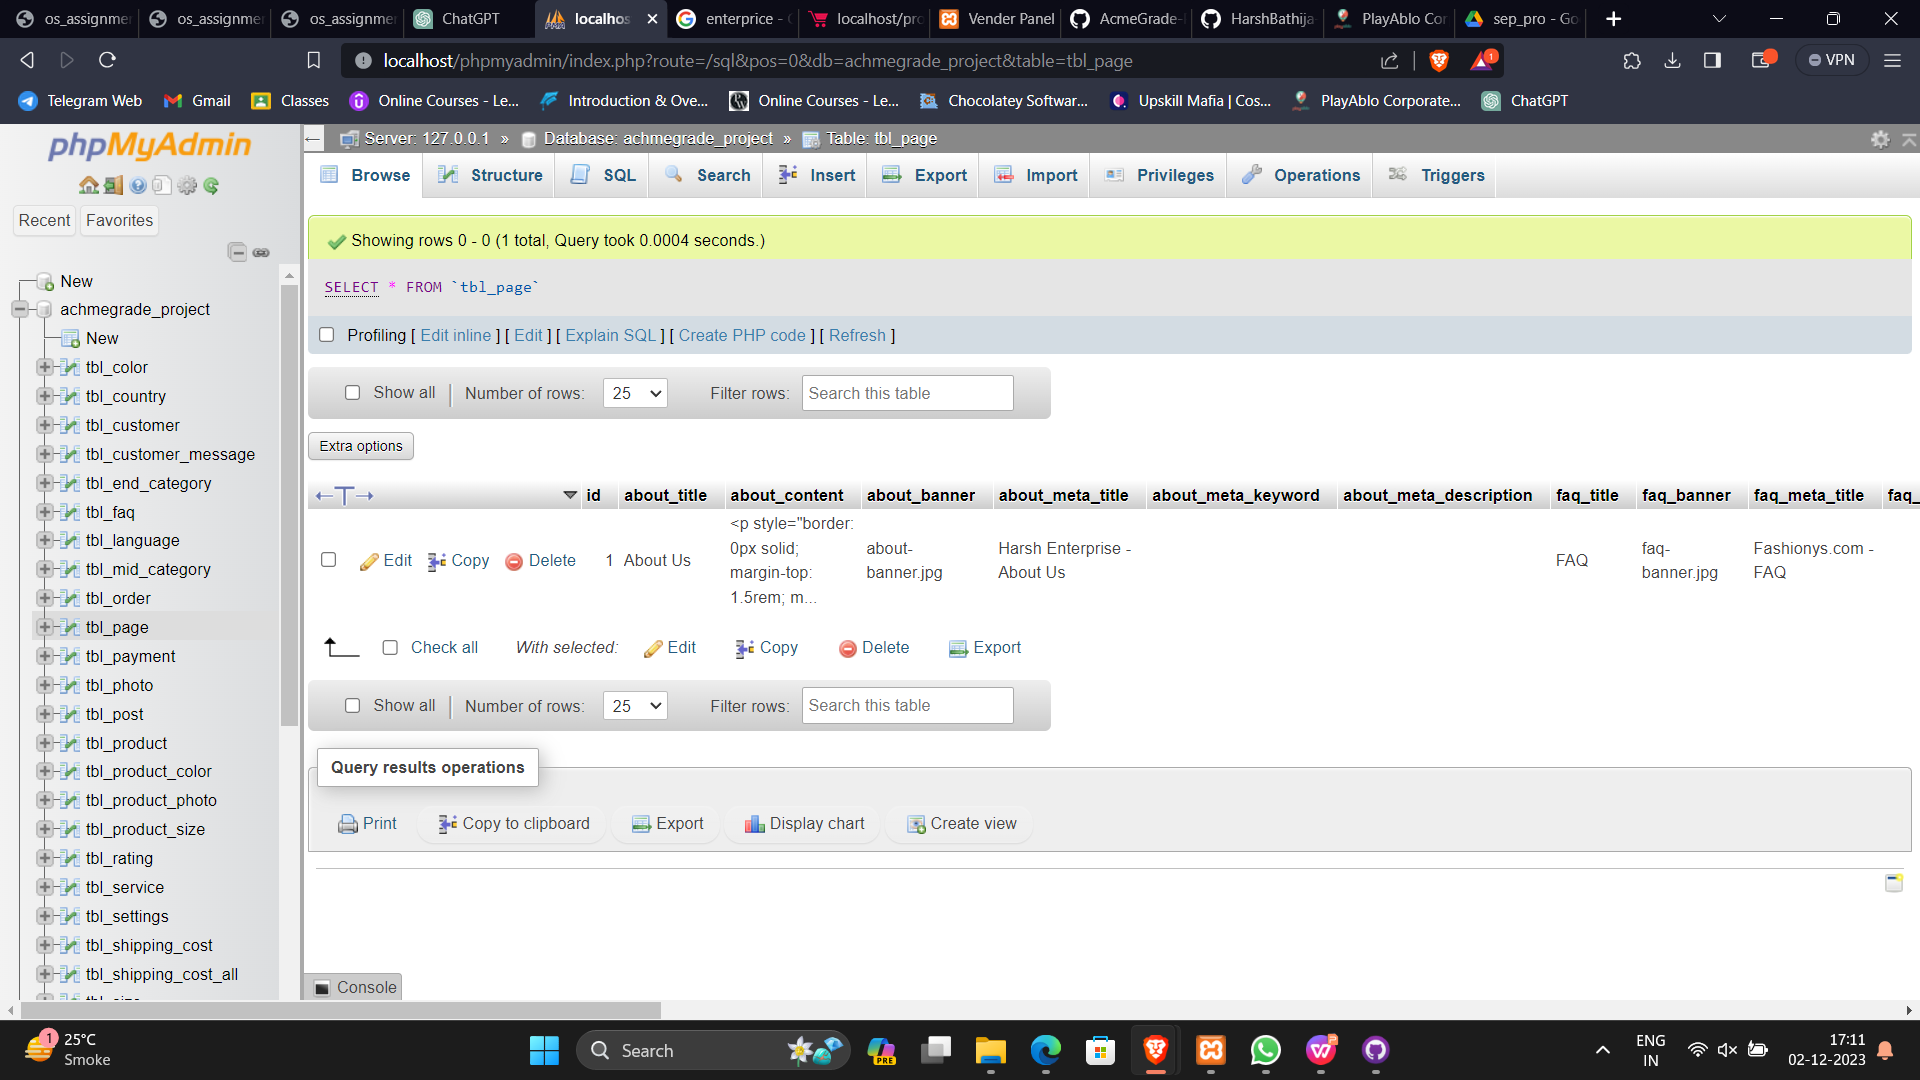 os_assignmer
os_assignmer
os_assignmer
ChatGPT
localhos
enterprice - 
localhost/pro
Vender Panel
AcmeGrade-
HarshBathija
PlayAblo Cor
sep_pro - Go
localhost/phpmyadmin/index.php?route=/sql&pos=0&db=achmegrade_project&table=tbl_page
1
VPN
Telegram Web
Gmail
Classes
Online Courses - Le...
Introduction & Ove...
Online Courses - Le...
Chocolatey Softwar...
Upskill Mafia | Cos...
PlayAblo Corporate...
ChatGPT
phpMyAdmin
Recent
Favorites
New
achmegrade_project
New
tbl_color
tbl_country
tbl_customer
tbl_customer_message
tbl_end_category
tbl_faq
tbl_language
tbl_mid_category
tbl_order
tbl_page
tbl_payment
tbl_photo
tbl_post
tbl_product
tbl_product_color
tbl_product_photo
tbl_product_size
tbl_rating
tbl_service
tbl_settings
tbl_shipping_cost
tbl_shipping_cost_all
Server: 127.0.0.1 » Database: achmegrade_project » Table: tbl_page
Browse
Structure
SQL
Search
Insert
Export
Import
Privileges
Operations
Triggers
Showing rows 0 - 0 (1 total, Query took 0.0004 seconds.)
SELECT * FROM `tbl_page`
Profiling [ Edit inline ] [ Edit ] [ Explain SQL ] [ Create PHP code ] [ Refresh ]
Show all | Number of rows: 25 Filter rows: Search this table
Extra options
id about_title about_content about_banner about_meta_title about_meta_keyword about_meta_description faq_title faq_banner faq_meta_title faq_
Edit Copy Delete 1 About Us
<p style="border:
0px solid;
margin-top:
1.5rem; m...
about-
banner.jpg
Harsh Enterprise -
About Us
FAQ
faq-
banner.jpg
Fashionys.com -
FAQ
Check all With selected: Edit Copy Delete Export
Show all | Number of rows: 25 Filter rows: Search this table
Query results operations
Print Copy to clipboard Export Display chart Create view
Console
1
25°C
Smoke
Search
PRE
ENG
IN
17:11
02-12-2023